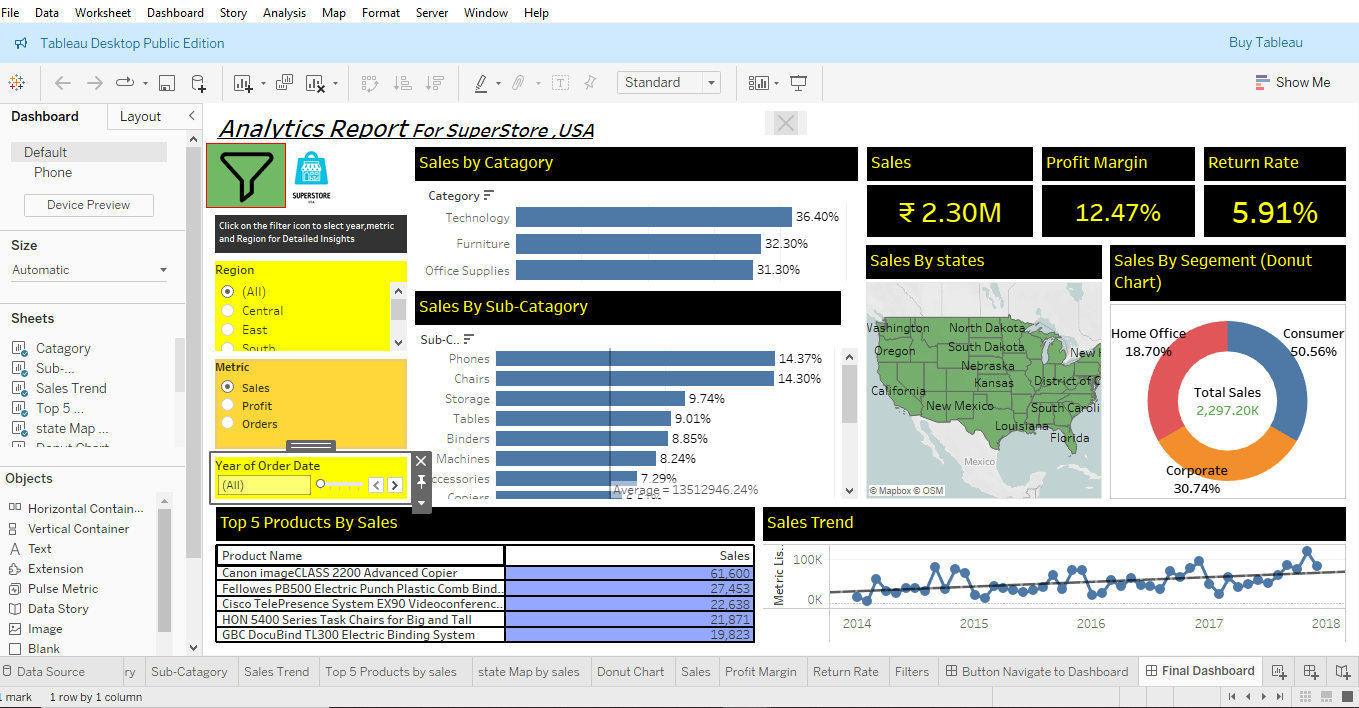 File Data Worksheet Dashboard Story Analysis Map Format Server Window Help
Tableau Desktop Public Edition Buy Tableau
Standard Show Me
Dashboard Layout
Default
Phone
Device Preview
Size
Automatic
Sheets
Catagory
Sub-...
Sales Trend
Top 5 ...
state Map ...
Donut Chart
Objects
Horizontal Contain...
Vertical Container
Text
Extension
Pulse Metric
Data Story
Image
Blank
Analytics Report For SuperStore ,USA
SUPERSTORE
Click on the filter icon to slect year,metric
and Region for Detailed Insights
Region
(All)
Central
East
South
Metric
Sales
Profit
Orders
Year of Order Date
(All)
Sales by Catagory
Category
Technology 36.40%
Furniture 32.30%
Office Supplies 31.30%
Sales By Sub-Catagory
Sub-C..
Phones 14.37%
Chairs 14.30%
Storage 9.74%
Tables 9.01%
Binders 8.85%
Machines 8.24%
ccessories 7.29%
Copiers
Average = 13512946.24%
Sales
₹ 2.30M
Profit Margin
12.47%
Return Rate
5.91%
Sales By states
Washington North Dakota
Oregon South Dakota New H
Nebraska
California Kansas District of C
New Mexico South Caroli
Louisiana
Florida
Mexico
© Mapbox © OSM
Sales By Segement (Donut
Chart)
Home Office
18.70%
Consumer
50.56%
Total Sales
2,297.20K
Corporate
30.74%
Top 5 Products By Sales
Product Name Sales
Canon imageCLASS 2200 Advanced Copier 61,600
Fellowes PB500 Electric Punch Plastic Comb Bind.. 27,453
Cisco TelePresence System EX90 Videoconferenc.. 22,638
HON 5400 Series Task Chairs for Big and Tall 21,871
GBC DocuBind TL300 Electric Binding System 19,823
Sales Trend
Metric Lis..
100K
0K
2014 2015 2016 2017 2018
Data Source ry Sub-Catagory Sales Trend Top 5 Products by sales state Map by sales Donut Chart Sales Profit Margin Return Rate Filters Button Navigate to Dashboard Final Dashboard
1 mark 1 row by 1 column